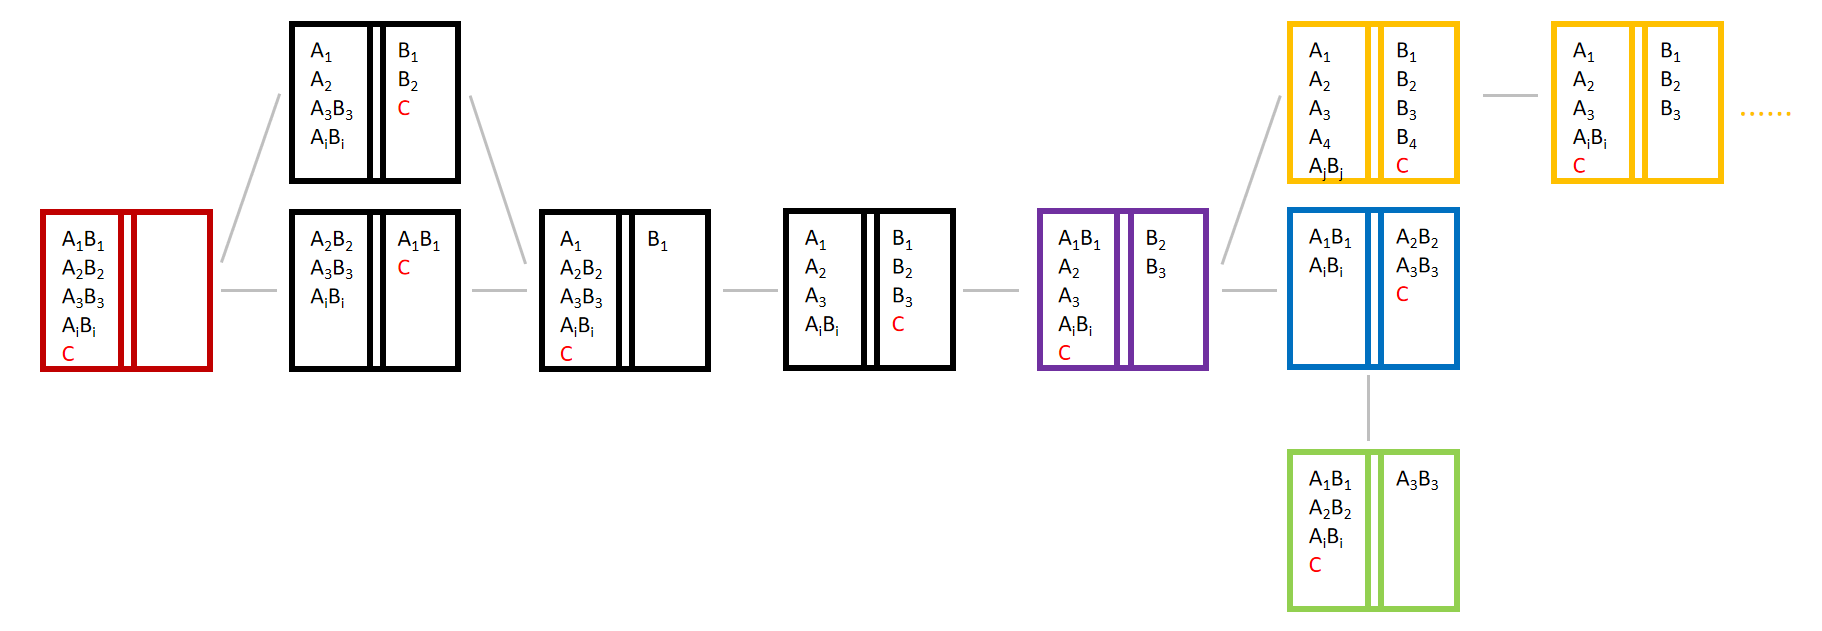 A₁
A₂
A₃B₃
AᵢBᵢ
B₁
B₂
C
A₁
A₂
A₃
A₄
AⱼBⱼ
B₁
B₂
B₃
B₄
C
A₁
A₂
A₃
AᵢBᵢ
C
B₁
B₂
B₃
......
A₁B₁
A₂B₂
A₃B₃
AᵢBᵢ
C
A₂B₂
A₃B₃
AᵢBᵢ
A₁B₁
C
A₁
A₂B₂
A₃B₃
AᵢBᵢ
C
B₁
A₁
A₂
A₃
AᵢBᵢ
B₁
B₂
B₃
C
A₁B₁
A₂
A₃
AᵢBᵢ
C
B₂
B₃
A₁B₁
AᵢBᵢ
A₂B₂
A₃B₃
C
A₁B₁
A₂B₂
AᵢBᵢ
C
A₃B₃